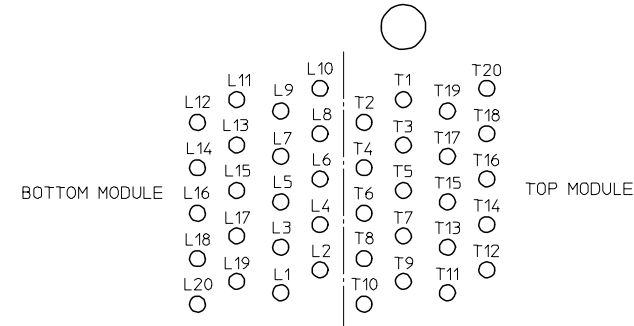 L10 T20
L11 L9 T1 T19
L12 L8 T2 T18
L13 L7 T3 T17
L14 L6 T4 T16
L15 L5 T5 T15
BOTTOM MODULE L16 L4 T6 T14 TOP MODULE
L17 L3 T7 T13
L18 L2 T8 T12
L19 L1 T9 T11
L20 T10